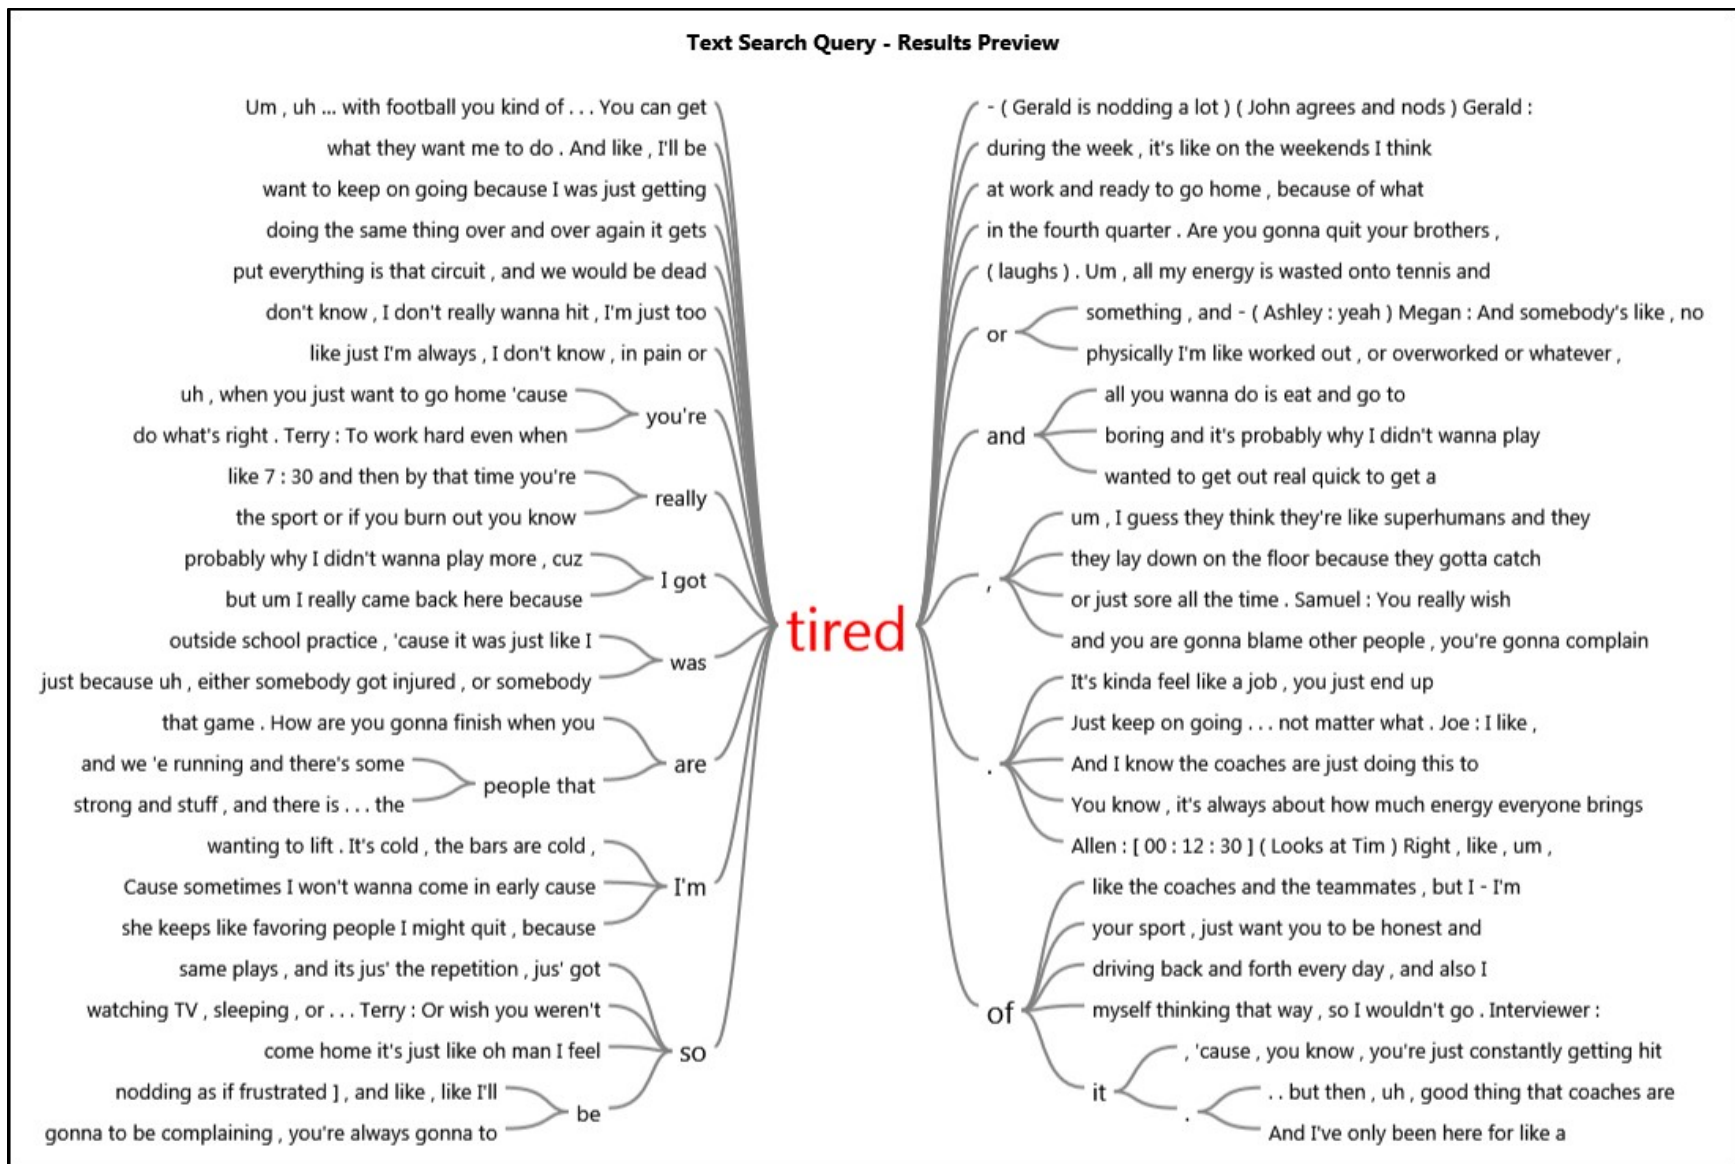 Text Search Query - Results Preview
Um , uh ... with football you kind of . . . You can get
what they want me to do . And like , I'll be
want to keep on going because I was just getting
doing the same thing over and over again it gets
put everything is that circuit , and we would be dead
don't know , I don't really wanna hit , I'm just too
like just I'm always , I don't know , in pain or
uh , when you just want to go home 'cause
do what's right . Terry : To work hard even when
you're
like 7 : 30 and then by that time you're
the sport or if you burn out you know
really
probably why I didn't wanna play more , cuz
but um I really came back here because
I got
outside school practice , 'cause it was just like I
just because uh , either somebody got injured , or somebody
was
that game . How are you gonna finish when you
and we 'e running and there's some
strong and stuff , and there is . . . the
people that
are
wanting to lift . It's cold , the bars are cold ,
Cause sometimes I won't wanna come in early cause
she keeps like favoring people I might quit , because
I'm
same plays , and its jus' the repetition , jus' got
watching TV , sleeping , or . . . Terry : Or wish you weren't
come home it's just like oh man I feel
nodding as if frustrated ] , and like , like I'll
gonna to be complaining , you're always gonna to
be
so
tired
- ( Gerald is nodding a lot ) ( John agrees and nods ) Gerald :
during the week , it's like on the weekends I think
at work and ready to go home , because of what
in the fourth quarter . Are you gonna quit your brothers ,
( laughs ) . Um , all my energy is wasted onto tennis and
or
something , and - ( Ashley : yeah ) Megan : And somebody's like , no
physically I'm like worked out , or overworked or whatever ,
and
all you wanna do is eat and go to
boring and it's probably why I didn't wanna play
wanted to get out real quick to get a
,
um , I guess they think they're like superhumans and they
they lay down on the floor because they gotta catch
or just sore all the time . Samuel : You really wish
and you are gonna blame other people , you're gonna complain
.
It's kinda feel like a job , you just end up
Just keep on going . . . not matter what . Joe : I like ,
And I know the coaches are just doing this to
You know , it's always about how much energy everyone brings
Allen : [ 00 : 12 : 30 ] ( Looks at Tim ) Right , like , um ,
of
like the coaches and the teammates , but I - I'm
your sport , just want you to be honest and
driving back and forth every day , and also I
myself thinking that way , so I wouldn't go . Interviewer :
it
, 'cause , you know , you're just constantly getting hit
.
. . but then , uh , good thing that coaches are
And I've only been here for like a